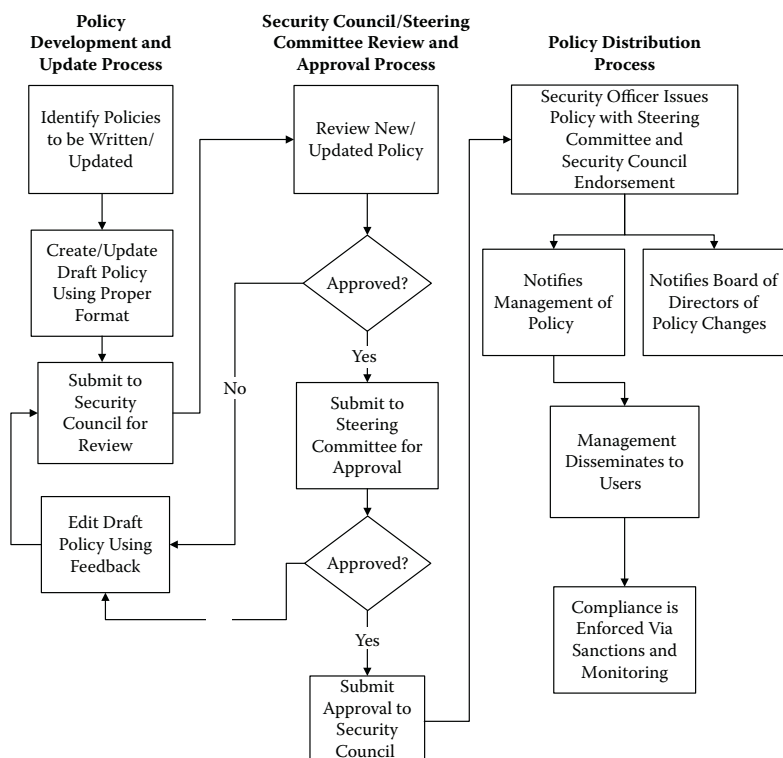 Policy
Development and
Update Process
Identify Policies
to be Written/
Updated
Create/Update
Draft Policy
Using Proper
Format
Submit to
Security
Council for
Review
Edit Draft
Policy Using
Feedback
Security Council/Steering
Committee Review and
Approval Process
Review New/
Updated Policy
Approved?
No
Yes
Submit to
Steering
Committee for
Approval
Approved?
Yes
Submit
Approval to
Security
Council
Policy Distribution
Process
Security Officer Issues
Policy with Steering
Committee and
Security Council
Endorsement
Notifies
Management of
Policy
Notifies Board of
Directors of
Policy Changes
Management
Disseminates to
Users
Compliance is
Enforced Via
Sanctions and
Monitoring